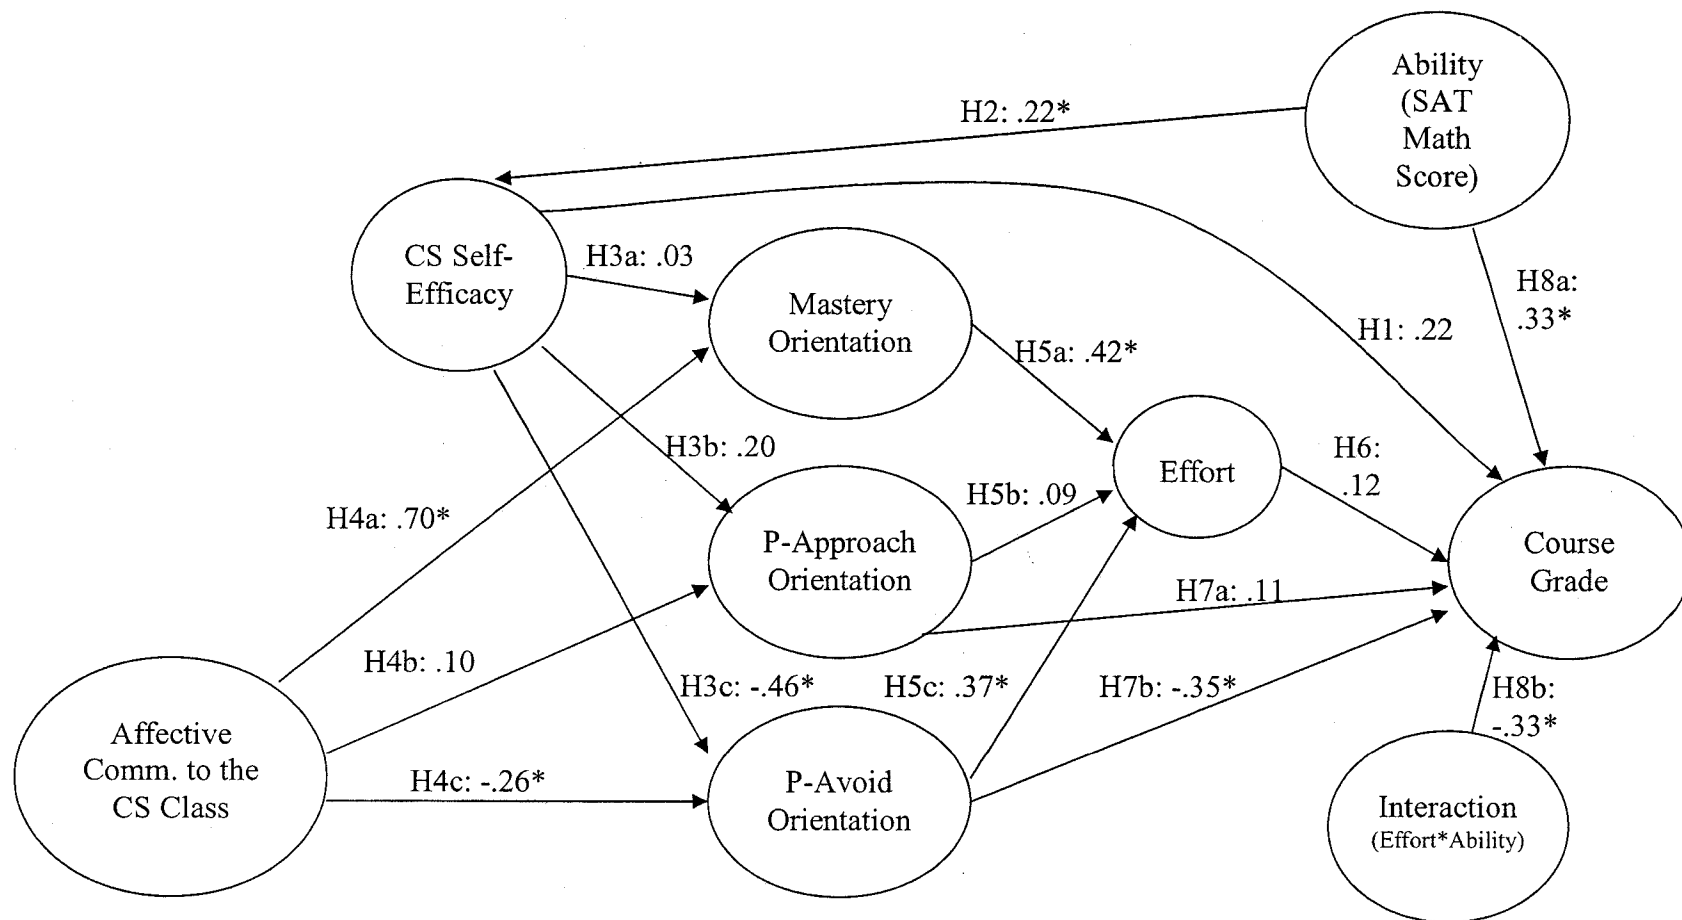 Ability
(SAT
Math
Score)
H2: .22*
CS Self-
Efficacy
H3a: .03
Mastery
Orientation
H8a:
.33*
H1: .22
H5a: .42*
H3b: .20
H6:
.12
Effort
H5b: .09
H4a: .70*
P-Approach
Orientation
Course
Grade
H7a: .11
H4b: .10
H3c: -.46*
H5c: .37*
H7b: -.35*
H8b:
-.33*
Affective
Comm. to the
CS Class
H4c: -.26*
P-Avoid
Orientation
Interaction
(Effort*Ability)